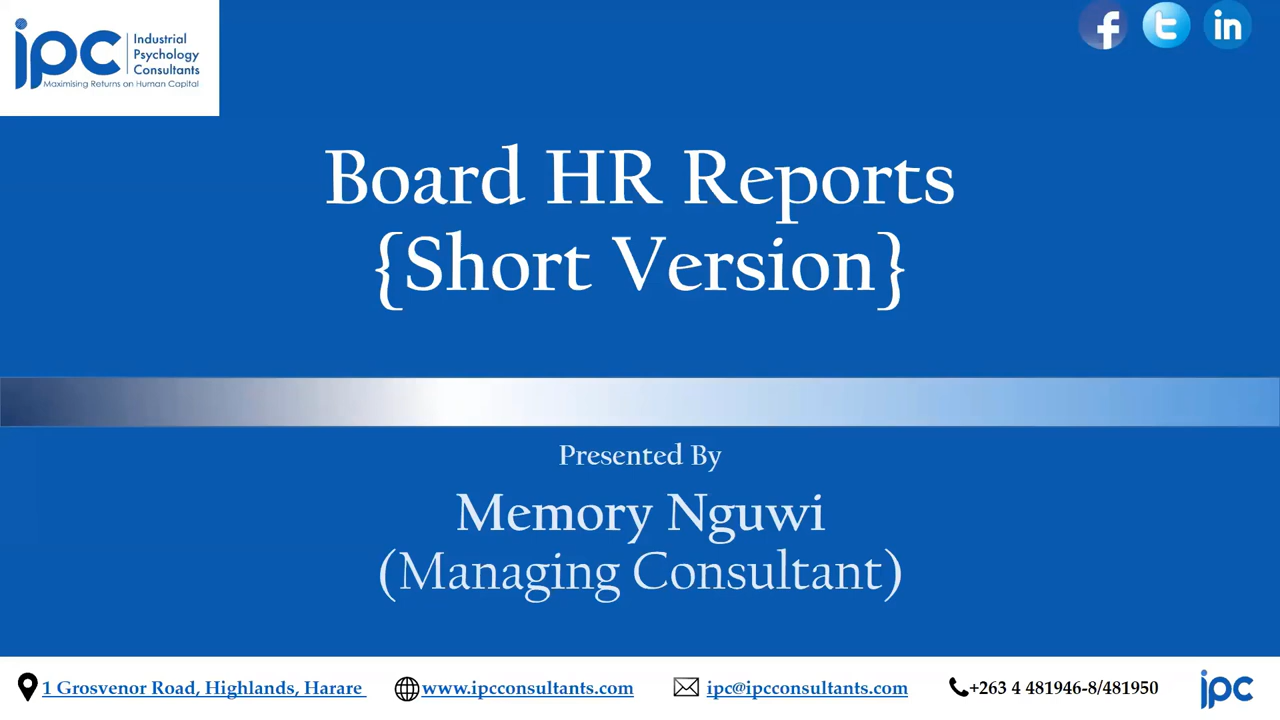 ipc Industrial
Psychology
Consultants
Maximising Returns on Human Capital
Board HR Reports
{Short Version}
Presented By
Memory Nguwi
(Managing Consultant)
1 Grosvenor Road, Highlands, Harare
www.ipcconsultants.com
ipc@ipcconsultants.com
+263 4 481946-8/481950
ipc